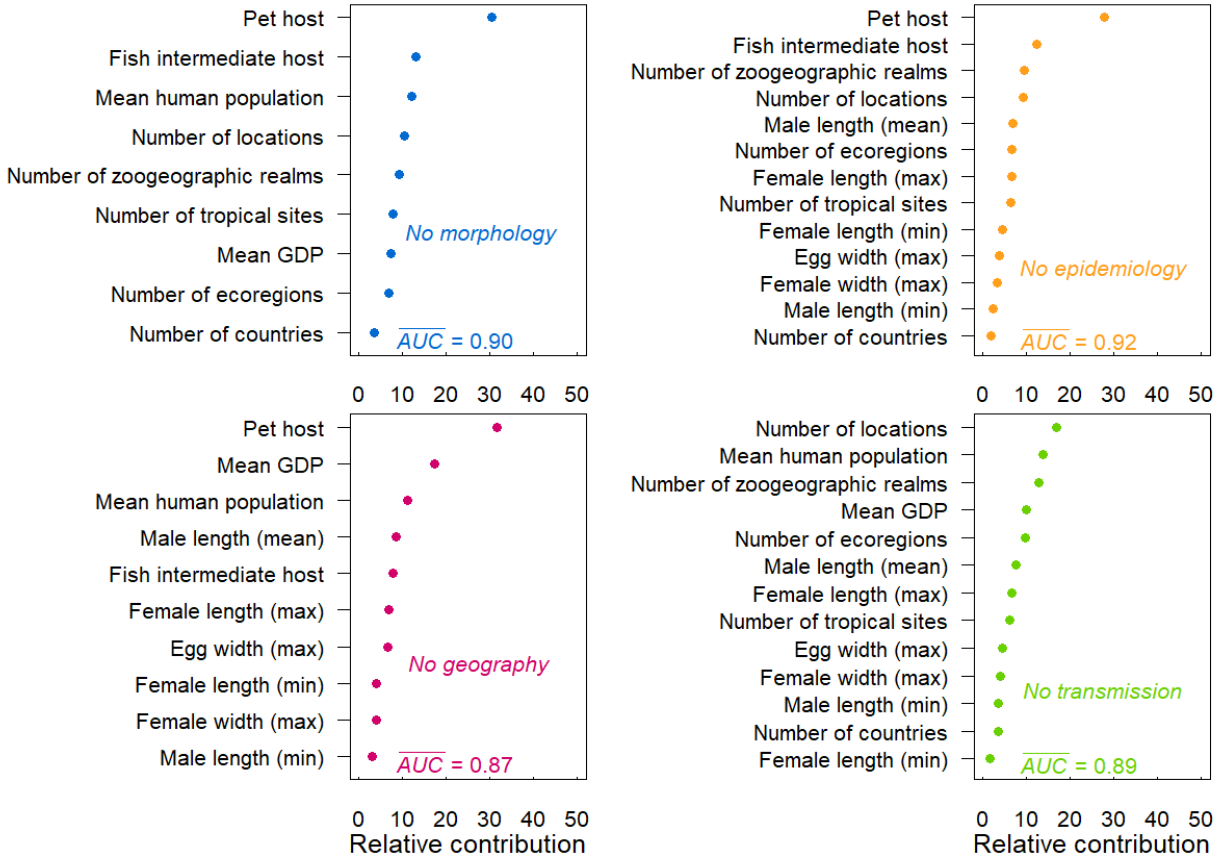 Pet host
Fish intermediate host
Mean human population
Number of locations
Number of zoogeographic realms
Number of tropical sites
No morphology
Mean GDP
Number of ecoregions
Number of countries
AUC = 0.90
0 10 20 30 40 50
Pet host
Fish intermediate host
Number of zoogeographic realms
Number of locations
Male length (mean)
Number of ecoregions
Female length (max)
Number of tropical sites
Female length (min)
Egg width (max)
No epidemiology
Female width (max)
Male length (min)
Number of countries
AUC = 0.92
0 10 20 30 40 50
Pet host
Mean GDP
Mean human population
Male length (mean)
Fish intermediate host
Female length (max)
Egg width (max)
No geography
Female length (min)
Female width (max)
Male length (min)
AUC = 0.87
0 10 20 30 40 50
Relative contribution
Number of locations
Mean human population
Number of zoogeographic realms
Mean GDP
Number of ecoregions
Male length (mean)
Female length (max)
Number of tropical sites
Egg width (max)
Female width (max)
No transmission
Male length (min)
Number of countries
Female length (min)
AUC = 0.89
0 10 20 30 40 50
Relative contribution